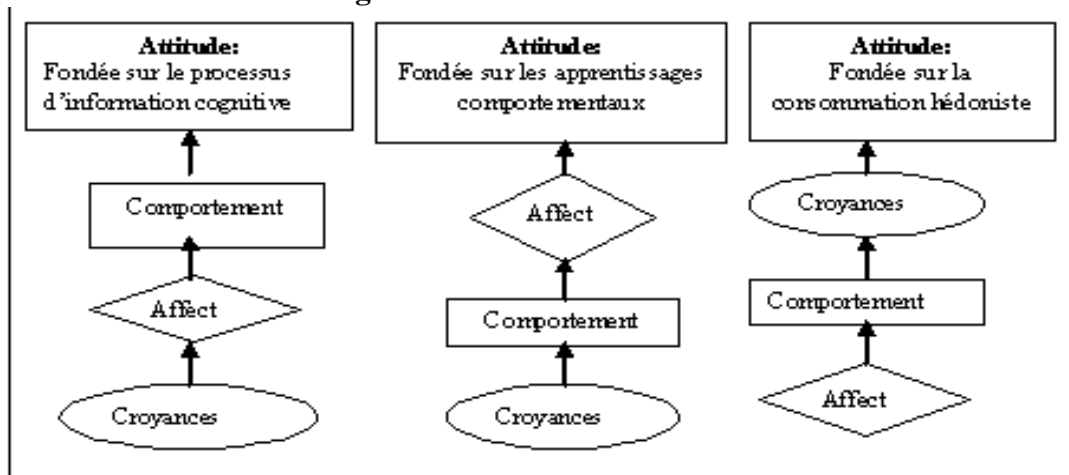 Attitude:
Fondée sur le processus
d'information cognitive
Comportement
Affect
Croyances
Attitude:
Fondée sur les apprentissages
comportementaux
Affect
Comportement
Croyances
Attitude:
Fondée sur la
consommation hédoniste
Croyances
Comportement
Affect